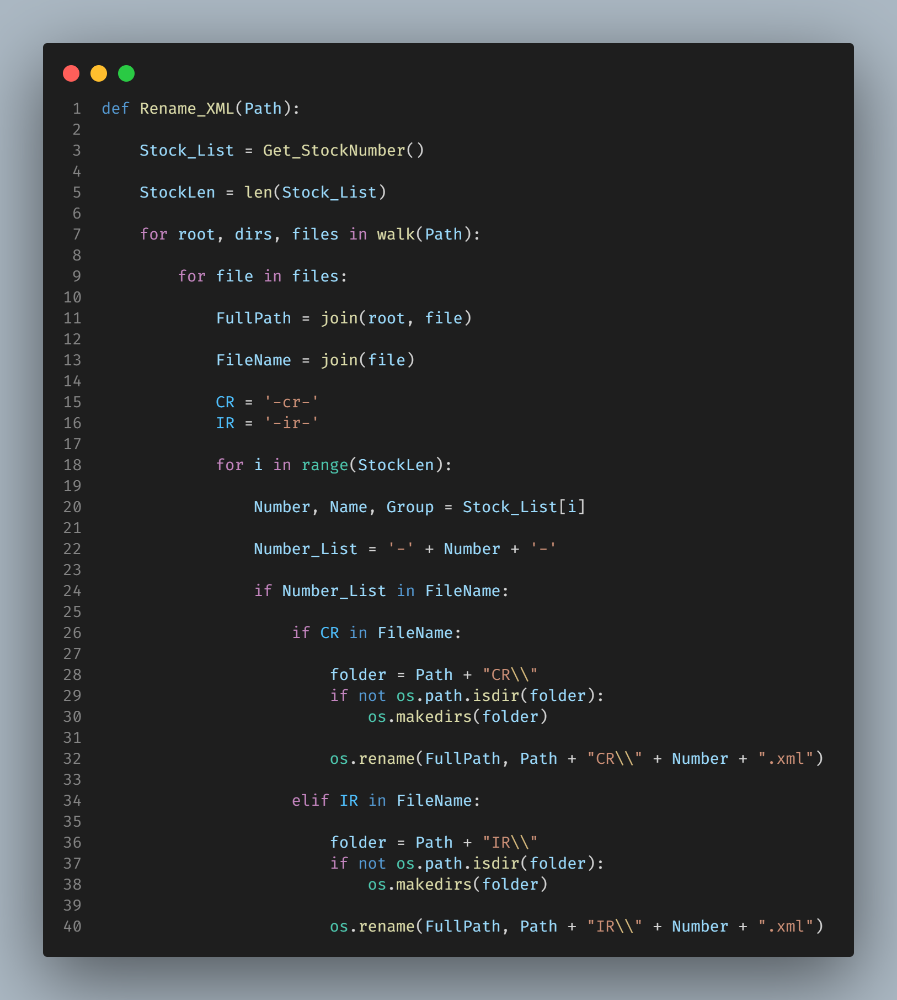 1 def Rename_XML(Path):
2
3     Stock_List = Get_StockNumber()
4
5     StockLen = len(Stock_List)
6
7     for root, dirs, files in walk(Path):
8
9         for file in files:
10
11             FullPath = join(root, file)
12
13             FileName = join(file)
14
15             CR = '-cr-'
16             IR = '-ir-'
17
18             for i in range(StockLen):
19
20                 Number, Name, Group = Stock_List[i]
21
22                 Number_List = '-' + Number + '-'
23
24                 if Number_List in FileName:
25
26                     if CR in FileName:
27
28                         folder = Path + "CR\\"
29                         if not os.path.isdir(folder):
30                             os.makedirs(folder)
31
32                         os.rename(FullPath, Path + "CR\\" + Number + ".xml")
33
34                     elif IR in FileName:
35
36                         folder = Path + "IR\\"
37                         if not os.path.isdir(folder):
38                             os.makedirs(folder)
39
40                         os.rename(FullPath, Path + "IR\\" + Number + ".xml")